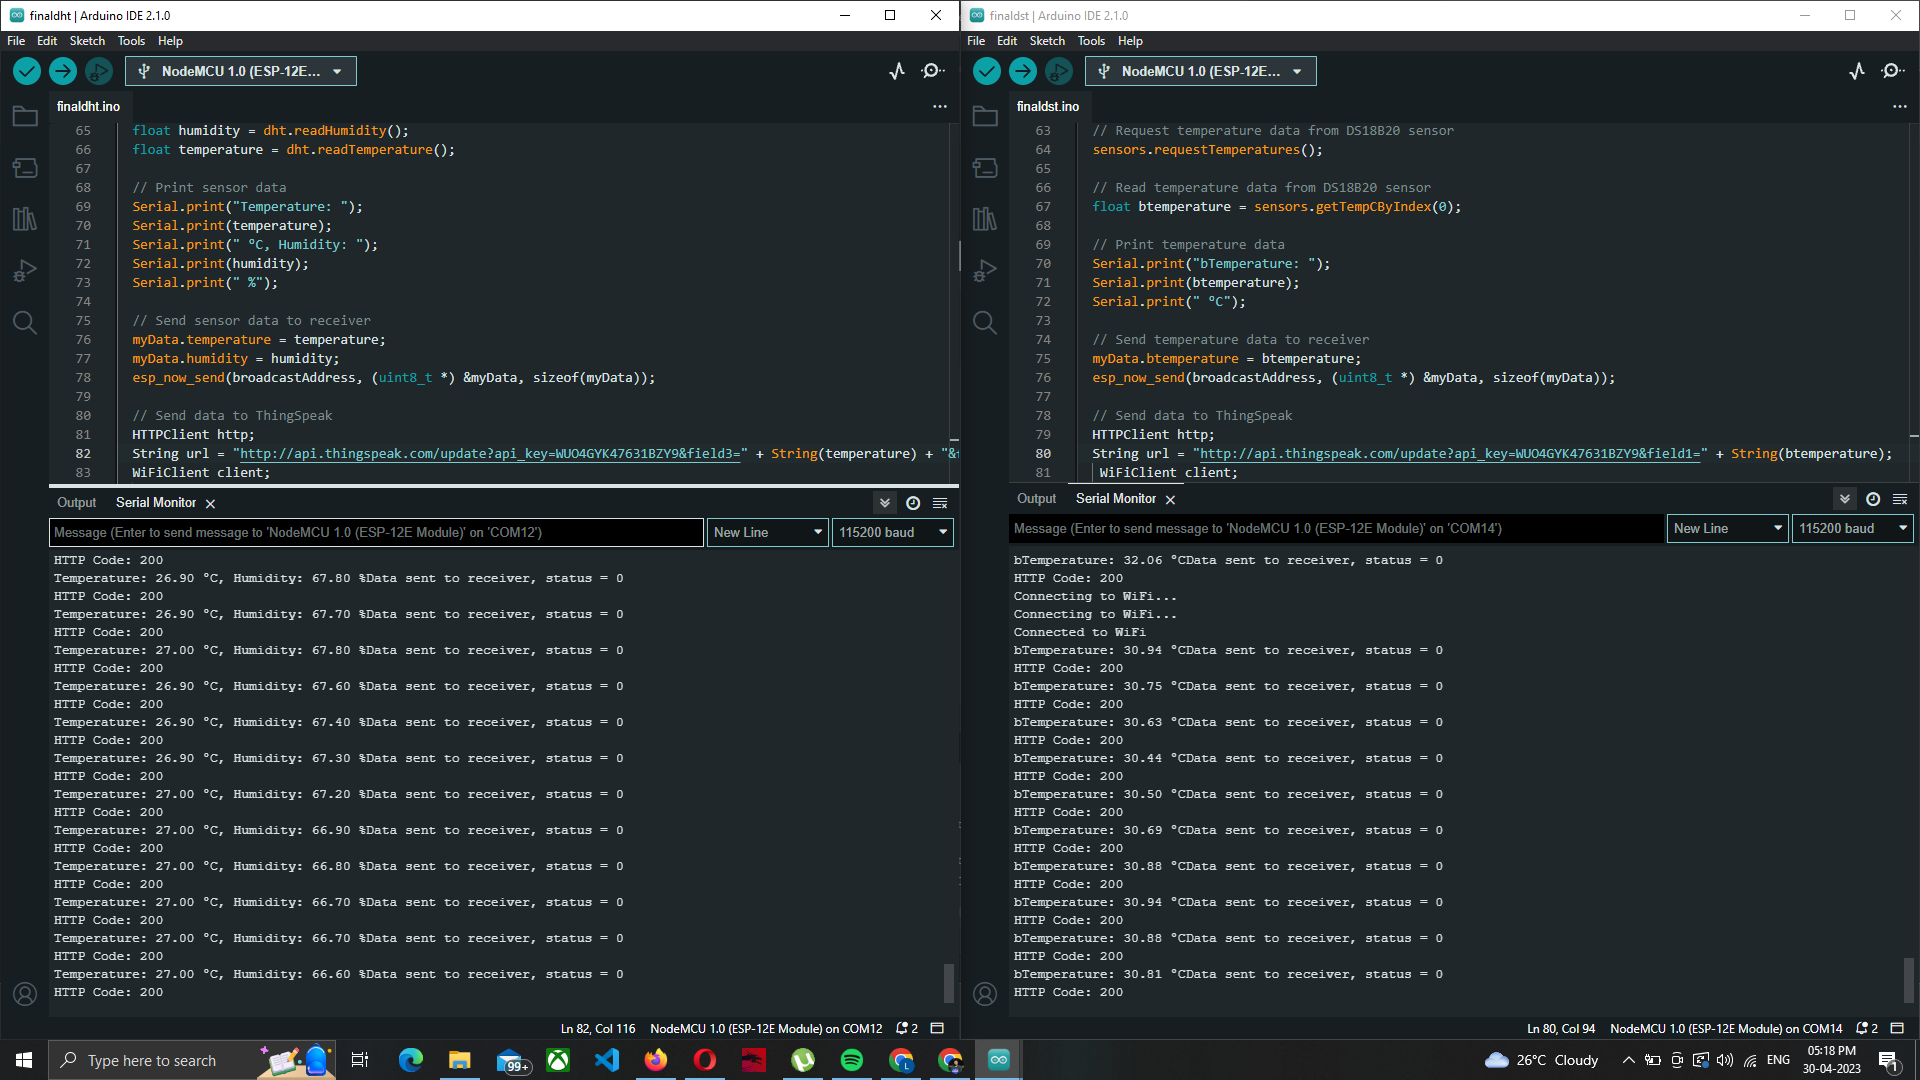 finaldht | Arduino IDE 2.1.0
File Edit Sketch Tools Help
NodeMCU 1.0 (ESP-12E...
finaldht.ino
65 float humidity = dht.readHumidity();
66 float temperature = dht.readTemperature();
67
68 // Print sensor data
69 Serial.print("Temperature: ");
70 Serial.print(temperature);
71 Serial.print(" ºC, Humidity: ");
72 Serial.print(humidity);
73 Serial.print(" %");
74
75 // Send sensor data to receiver
76 myData.temperature = temperature;
77 myData.humidity = humidity;
78 esp_now_send(broadcastAddress, (uint8_t *) &myData, sizeof(myData));
79
80 // Send data to ThingSpeak
81 HTTPClient http;
82 String url = "http://api.thingspeak.com/update?api_key=WUO4GYK47631BZY9&field3=" + String(temperature) + "&
83 WiFiClient client;
Output Serial Monitor
Message (Enter to send message to 'NodeMCU 1.0 (ESP-12E Module)' on 'COM12')
New Line
115200 baud
HTTP Code: 200
Temperature: 26.90 ºC, Humidity: 67.80 %Data sent to receiver, status = 0
HTTP Code: 200
Temperature: 26.90 ºC, Humidity: 67.70 %Data sent to receiver, status = 0
HTTP Code: 200
Temperature: 27.00 ºC, Humidity: 67.80 %Data sent to receiver, status = 0
HTTP Code: 200
Temperature: 26.90 ºC, Humidity: 67.60 %Data sent to receiver, status = 0
HTTP Code: 200
Temperature: 26.90 ºC, Humidity: 67.40 %Data sent to receiver, status = 0
HTTP Code: 200
Temperature: 26.90 ºC, Humidity: 67.30 %Data sent to receiver, status = 0
HTTP Code: 200
Temperature: 27.00 ºC, Humidity: 67.20 %Data sent to receiver, status = 0
HTTP Code: 200
Temperature: 27.00 ºC, Humidity: 66.90 %Data sent to receiver, status = 0
HTTP Code: 200
Temperature: 27.00 ºC, Humidity: 66.80 %Data sent to receiver, status = 0
HTTP Code: 200
Temperature: 27.00 ºC, Humidity: 66.70 %Data sent to receiver, status = 0
HTTP Code: 200
Temperature: 27.00 ºC, Humidity: 66.70 %Data sent to receiver, status = 0
HTTP Code: 200
Temperature: 27.00 ºC, Humidity: 66.60 %Data sent to receiver, status = 0
HTTP Code: 200
Ln 82, Col 116 NodeMCU 1.0 (ESP-12E Module) on COM12 2
finaldst | Arduino IDE 2.1.0
File Edit Sketch Tools Help
NodeMCU 1.0 (ESP-12E...
finaldst.ino
63 // Request temperature data from DS18B20 sensor
64 sensors.requestTemperatures();
65
66 // Read temperature data from DS18B20 sensor
67 float btemperature = sensors.getTempCByIndex(0);
68
69 // Print temperature data
70 Serial.print("bTemperature: ");
71 Serial.print(btemperature);
72 Serial.print(" ºC");
73
74 // Send temperature data to receiver
75 myData.btemperature = btemperature;
76 esp_now_send(broadcastAddress, (uint8_t *) &myData, sizeof(myData));
77
78 // Send data to ThingSpeak
79 HTTPClient http;
80 String url = "http://api.thingspeak.com/update?api_key=WUO4GYK47631BZY9&field1=" + String(btemperature);
81 WiFiClient client;
Output Serial Monitor
Message (Enter to send message to 'NodeMCU 1.0 (ESP-12E Module)' on 'COM14')
New Line
115200 baud
bTemperature: 32.06 ºCData sent to receiver, status = 0
HTTP Code: 200
Connecting to WiFi...
Connecting to WiFi...
Connected to WiFi
bTemperature: 30.94 ºCData sent to receiver, status = 0
HTTP Code: 200
bTemperature: 30.75 ºCData sent to receiver, status = 0
HTTP Code: 200
bTemperature: 30.63 ºCData sent to receiver, status = 0
HTTP Code: 200
bTemperature: 30.44 ºCData sent to receiver, status = 0
HTTP Code: 200
bTemperature: 30.50 ºCData sent to receiver, status = 0
HTTP Code: 200
bTemperature: 30.69 ºCData sent to receiver, status = 0
HTTP Code: 200
bTemperature: 30.88 ºCData sent to receiver, status = 0
HTTP Code: 200
bTemperature: 30.94 ºCData sent to receiver, status = 0
HTTP Code: 200
bTemperature: 30.88 ºCData sent to receiver, status = 0
HTTP Code: 200
bTemperature: 30.81 ºCData sent to receiver, status = 0
HTTP Code: 200
Ln 80, Col 94 NodeMCU 1.0 (ESP-12E Module) on COM14 2
Type here to search
99+
L
26°C Cloudy
ENG
05:18 PM
30-04-2023
1